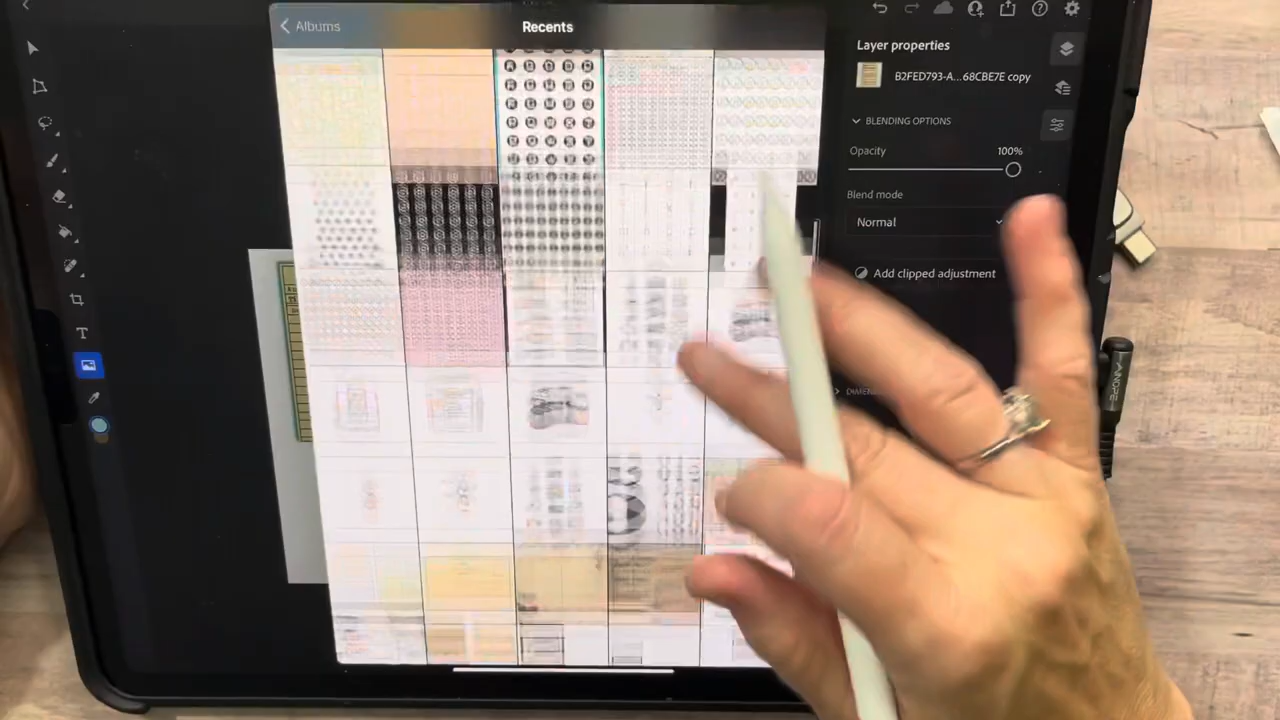 Albums
Recents
Layer properties
B2FED793-A...68CBE7E copy
BLENDING OPTIONS
Opacity
100%
Blend mode
Normal
Add clipped adjustment
T